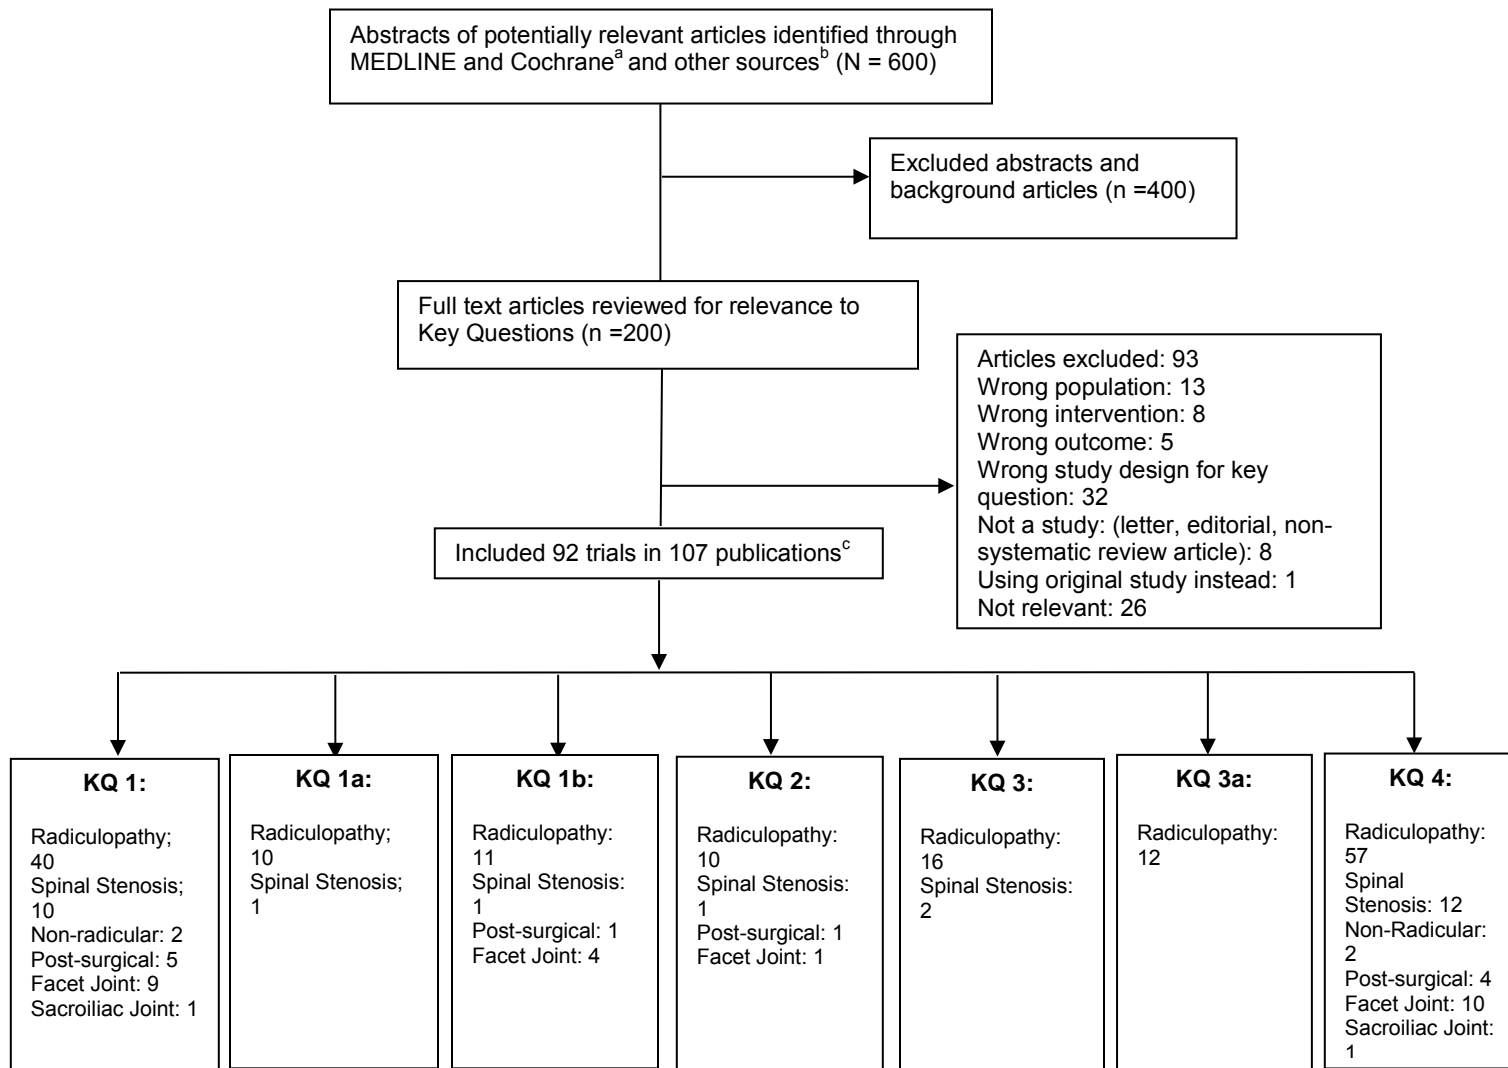 Abstracts of potentially relevant articles identified through
MEDLINE and Cochraneᵃ and other sourcesᵇ (N = 600)
Excluded abstracts and
background articles (n =400)
Full text articles reviewed for relevance to
Key Questions (n =200)
Articles excluded: 93
Wrong population: 13
Wrong intervention: 8
Wrong outcome: 5
Wrong study design for key
question: 32
Not a study: (letter, editorial, non-
systematic review article): 8
Using original study instead: 1
Not relevant: 26
Included 92 trials in 107 publicationsᶜ
KQ 1:
Radiculopathy;
40
Spinal Stenosis;
10
Non-radicular: 2
Post-surgical: 5
Facet Joint: 9
Sacroiliac Joint: 1
KQ 1a:
Radiculopathy;
10
Spinal Stenosis;
1
KQ 1b:
Radiculopathy:
11
Spinal Stenosis:
1
Post-surgical: 1
Facet Joint: 4
KQ 2:
Radiculopathy:
10
Spinal Stenosis:
1
Post-surgical: 1
Facet Joint: 1
KQ 3:
Radiculopathy:
16
Spinal Stenosis:
2
KQ 3a:
Radiculopathy:
12
KQ 4:
Radiculopathy:
57
Spinal
Stenosis: 12
Non-Radicular:
2
Post-surgical: 4
Facet Joint: 10
Sacroiliac Joint:
1